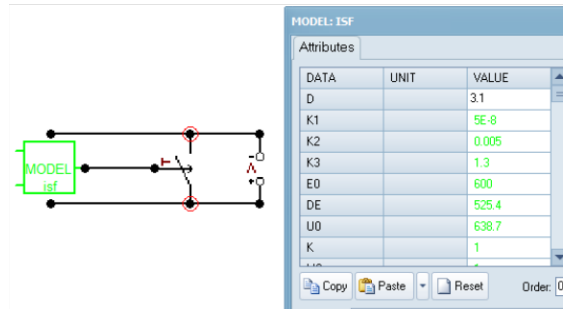 MODEL: ISF
Attributes
DATA UNIT VALUE
D 3.1
K1 5E-8
K2 0.005
K3 1.3
E0 600
DE 525.4
U0 638.7
K 1
Copy Paste Reset Order: 0
MODEL
isf
T
V